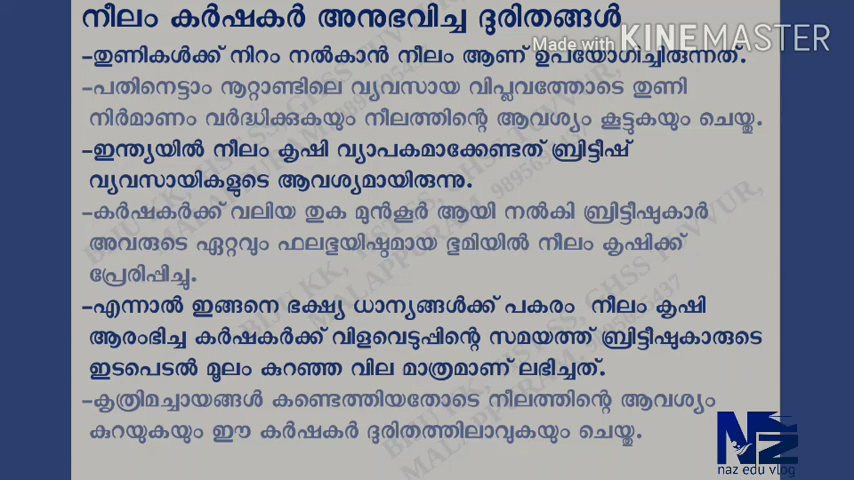 നീലം കർഷകർ അനുഭവിച്ച ദുരിതങ്ങൾ
Made with KINEMASTER
-തുണികൾക്ക് നിറം നൽകാൻ നീലം ആണ് ഉപയോഗിച്ചിരുന്നത്.
-പതിനെട്ടാം നൂറ്റാണ്ടിലെ വ്യവസായ വിപ്ലവത്തോടെ തുണി
നിർമാണം വർദ്ധിക്കുകയും നീലത്തിന്റെ ആവശ്യം കൂട്ടുകയും ചെയ്തു.
-ഇന്ത്യയിൽ നീലം കൃഷി വ്യാപകമാക്കേണ്ടത് ബ്രിട്ടീഷ്
വ്യവസായികളുടെ ആവശ്യമായിരുന്നു.
-കർഷകർക്ക് വലിയ തുക മുൻകൂർ ആയി നൽകി ബ്രിട്ടീഷുകാർ
അവരുടെ ഏറ്റവും ഫലഭൂയിഷ്ഠമായ ഭൂമിയിൽ നീലം കൃഷിക്ക്
പ്രേരിപ്പിച്ചു.
-എന്നാൽ ഇങ്ങനെ ഭക്ഷ്യ ധാന്യങ്ങൾക്ക് പകരം നീലം കൃഷി
ആരംഭിച്ച കർഷകർക്ക് വിളവെടുപ്പിന്റെ സമയത്ത് ബ്രിട്ടീഷുകാരുടെ
ഇടപെടൽ മൂലം കുറഞ്ഞ വില മാത്രമാണ് ലഭിച്ചത്.
-കൃത്രിമച്ചായങ്ങൾ കണ്ടെത്തിയതോടെ നീലത്തിന്റെ ആവശ്യം
കുറയുകയും ഈ കർഷകർ ദുരിതത്തിലാവുകയും ചെയ്തു.
NaZ
naz edu vlog